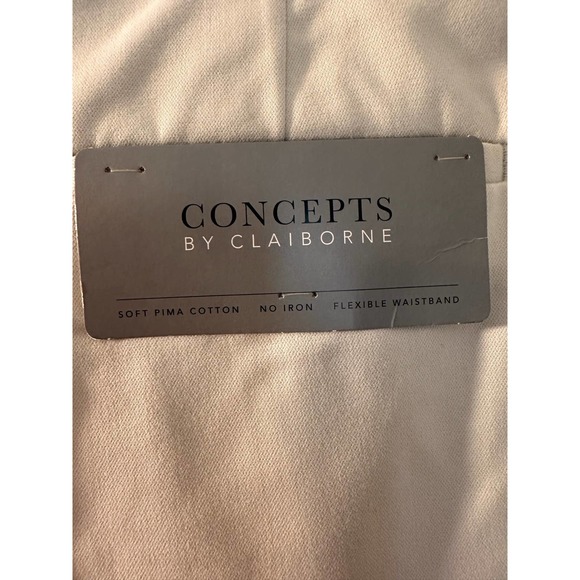 CONCEPTS
BY CLAIBORNE
SOFT PIMA COTTON NO IRON FLEXIBLE WAISTBAND